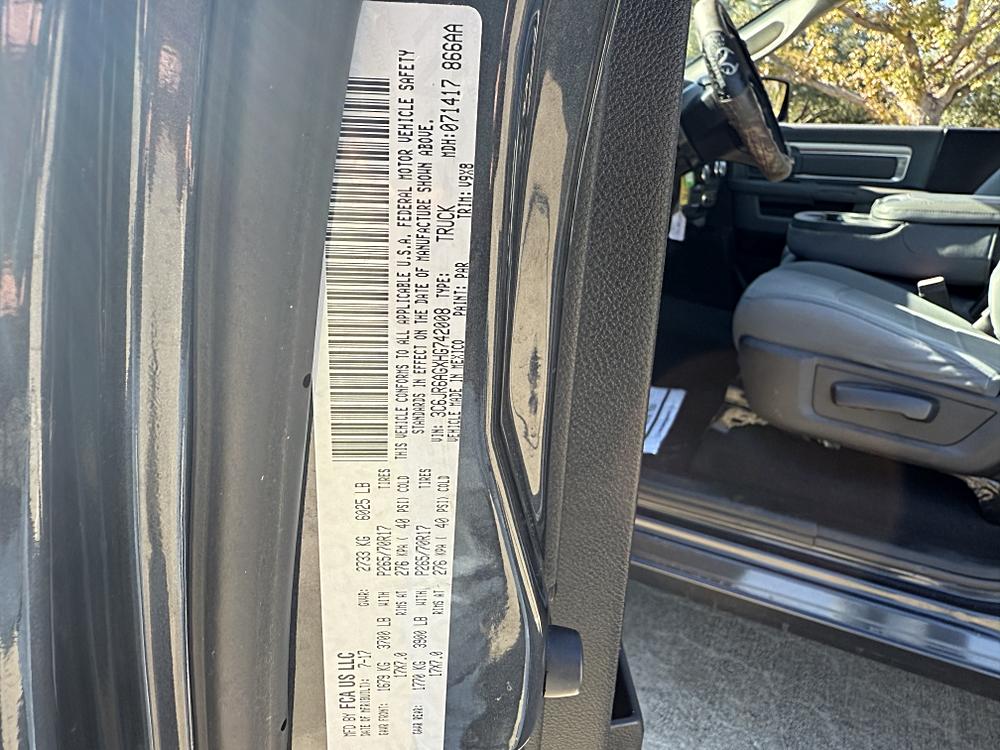 MFD BY FCA US LLC
DATE OF MFR(BUILT): 7-17 GVWR: 2733 KG 6025 LB
GAWR FRONT: 1679 KG 3700 LB WITH P265/70R17 TIRES
17X7.0 RIMS AT 276 KPA ( 40 PSI) COLD
GAWR REAR: 1770 KG 3900 LB WITH P265/70R17 TIRES
17X7.0 RIMS AT 276 KPA ( 40 PSI) COLD
THIS VEHICLE CONFORMS TO ALL APPLICABLE U.S.A. FEDERAL MOTOR VEHICLE SAFETY
STANDARDS IN EFFECT ON THE DATE OF MANUFACTURE SHOWN ABOVE.
VIN: 3C6JR6AGXHG742008 TYPE: TRUCK MDH:071417 866AA
VEHICLE MADE IN MEXICO PAINT: PAR TRIM: V9X8